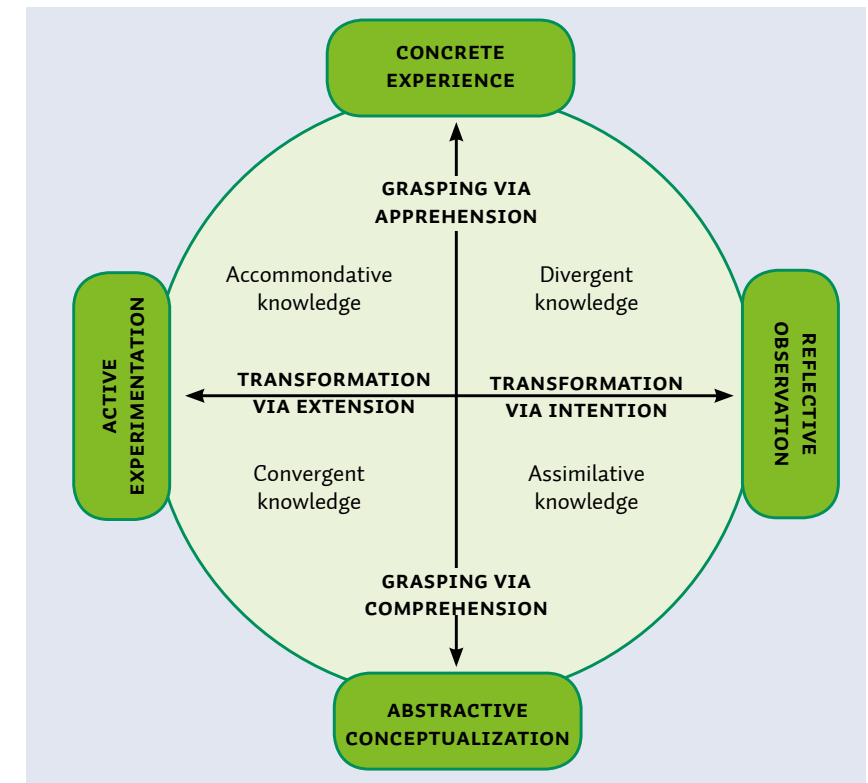 CONCRETE
EXPERIENCE
GRASPING VIA
APPREHENSION
Accommondative
knowledge
Divergent
knowledge
ACTIVE
EXPERIMENTATION
TRANSFORMATION
VIA EXTENSION
TRANSFORMATION
VIA INTENTION
REFLECTIVE
OBSERVATION
Convergent
knowledge
Assimilative
knowledge
GRASPING VIA
COMPREHENSION
ABSTRACTIVE
CONCEPTUALIZATION